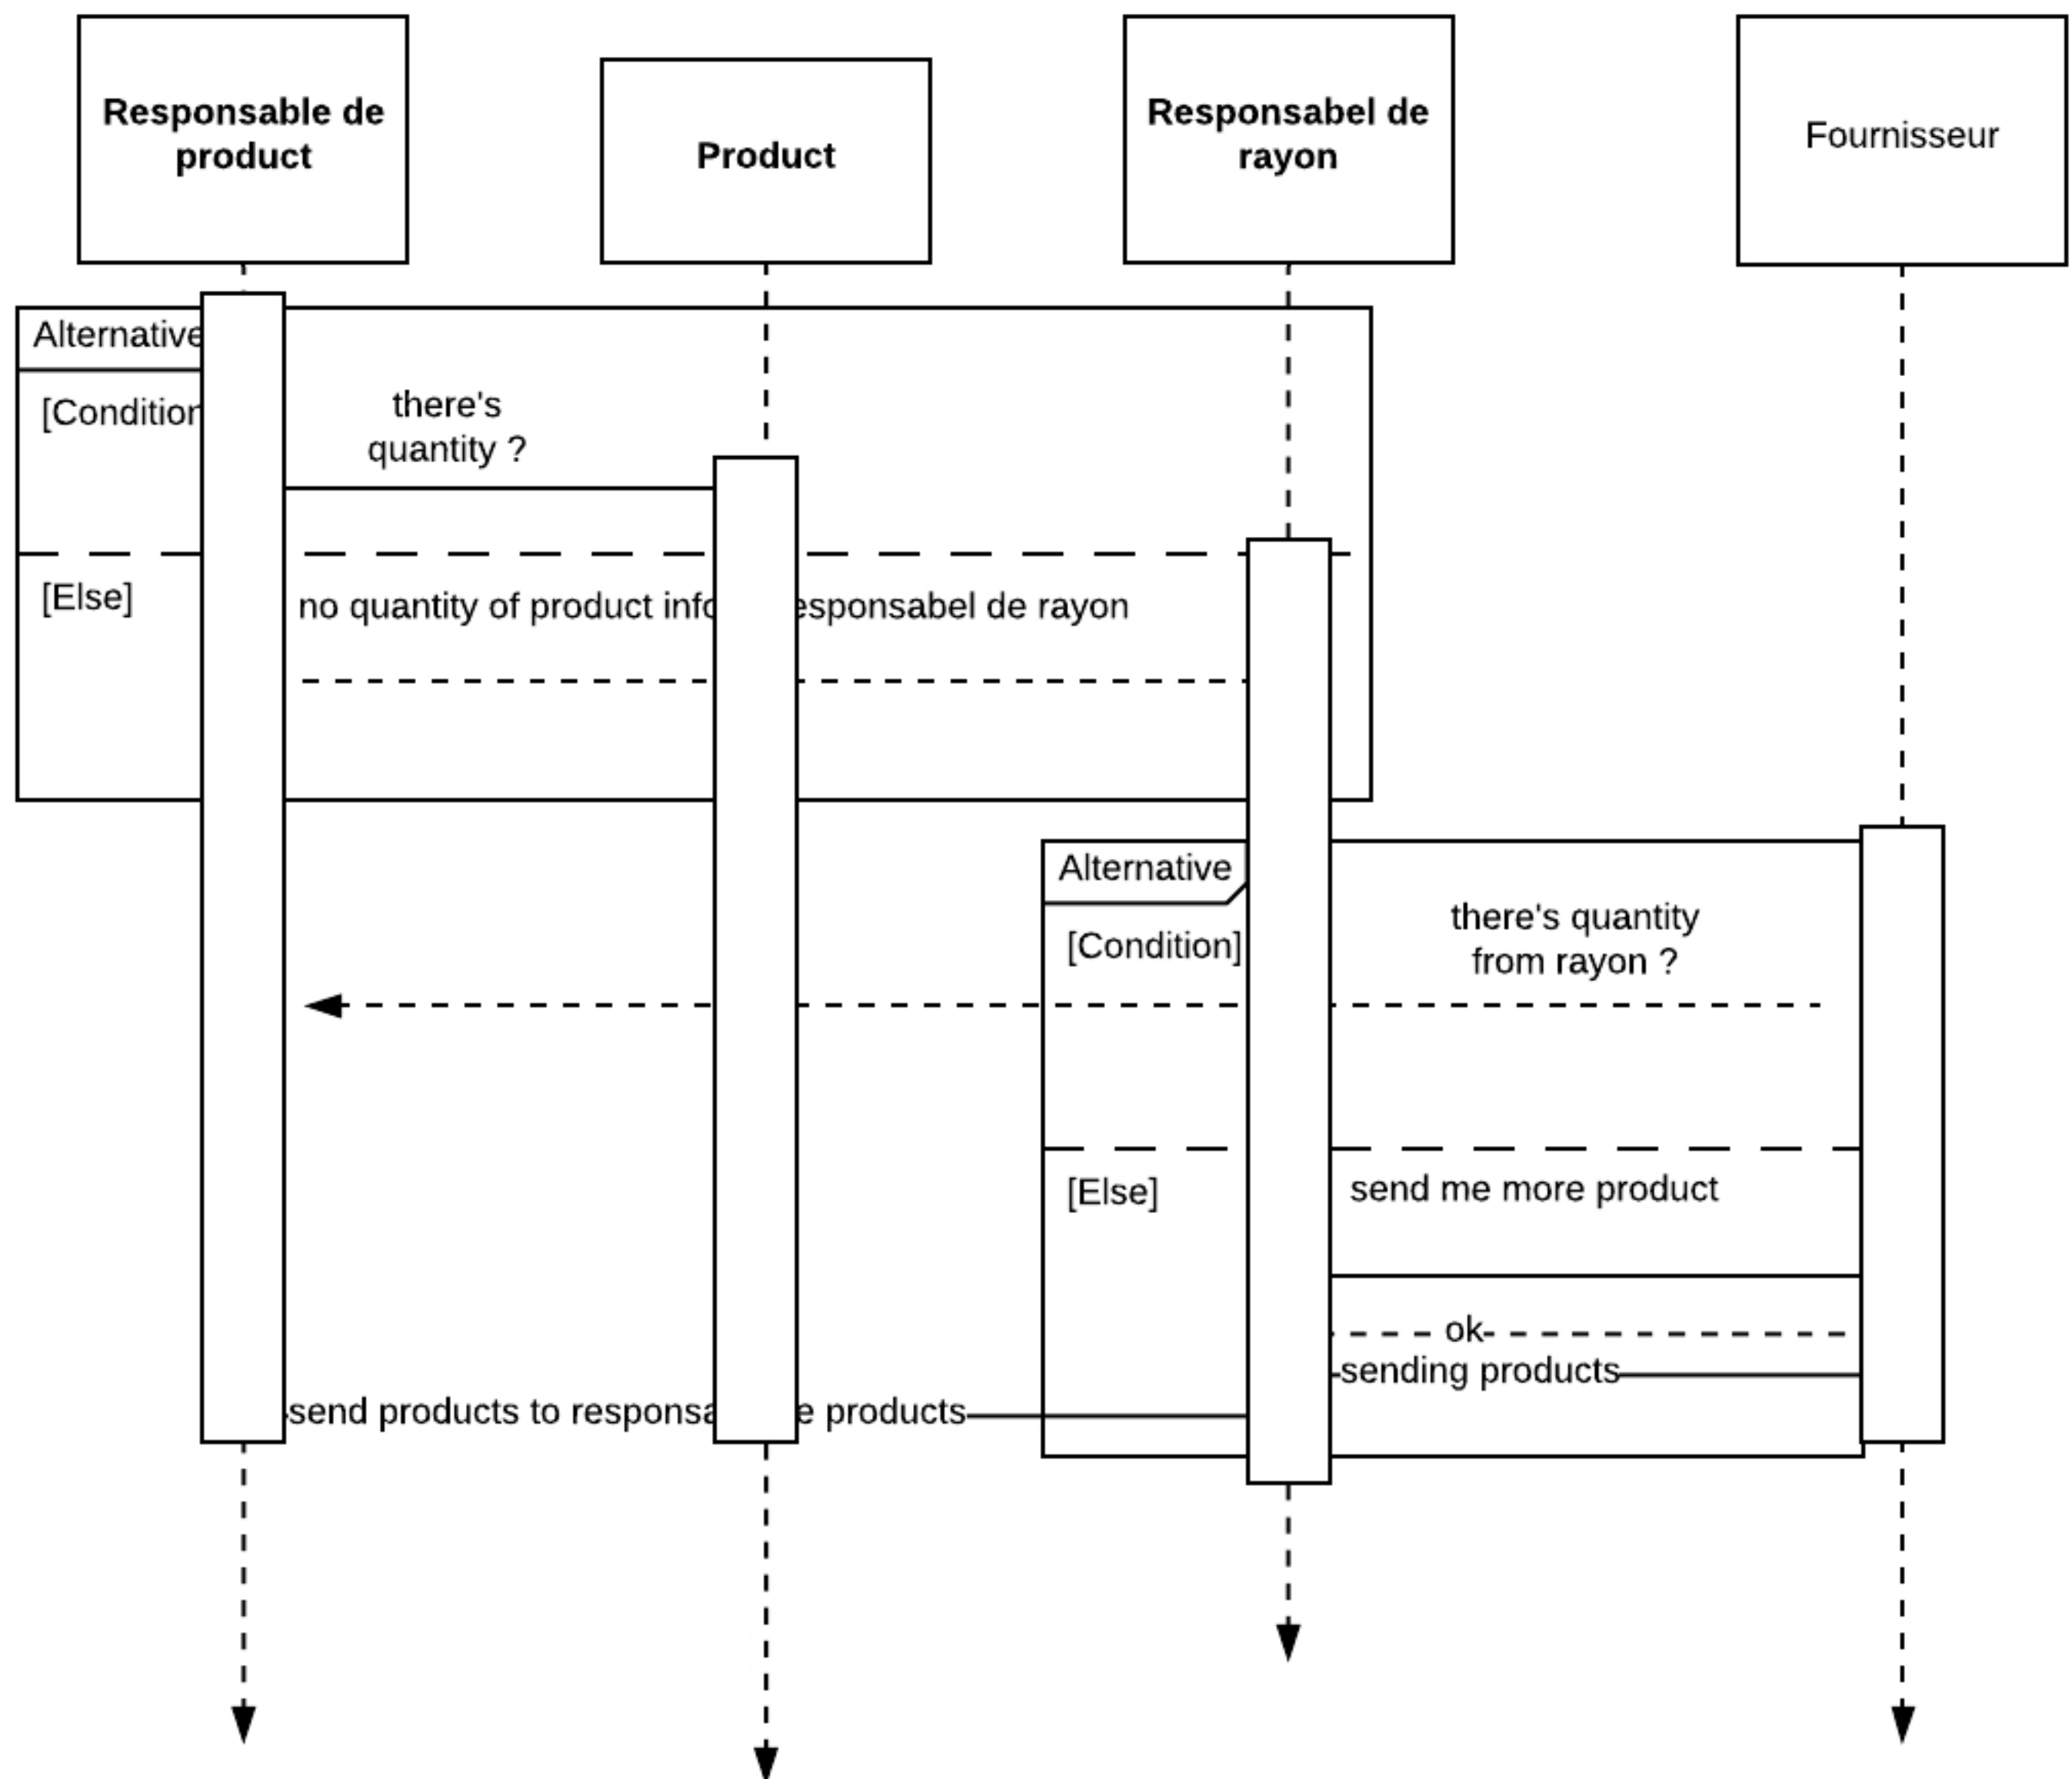 Responsable de
product
Product
Responsabel de
rayon
Fournisseur
Alternative
[Condition
there's
quantity ?
[Else]
no quantity of product info esponsabel de rayon
Alternative
[Condition]
there's quantity
from rayon ?
[Else]
send me more product
ok
sending products
send products to responsa e products